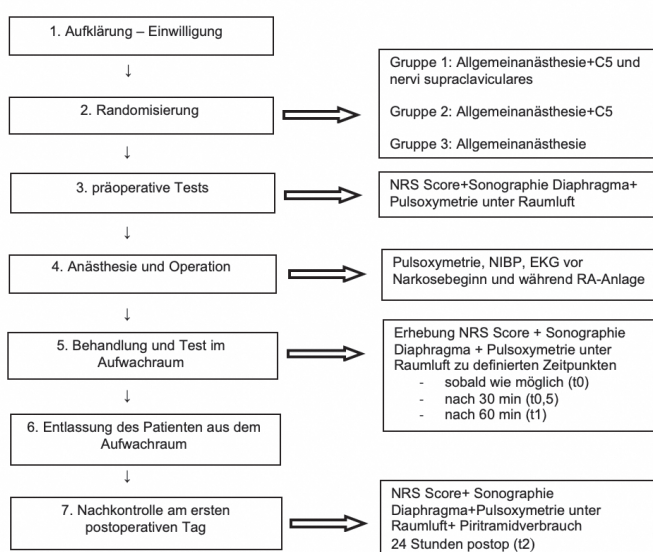 1. Aufklärung – Einwilligung
↓
2. Randomisierung
Gruppe 1: Allgemeinanästhesie+C5 und
nervi supraclaviculares
Gruppe 2: Allgemeinanästhesie+C5
Gruppe 3: Allgemeinanästhesie
↓
3. präoperative Tests
NRS Score+Sonographie Diaphragma+
Pulsoxymetrie unter Raumluft
↓
4. Anästhesie und Operation
Pulsoxymetrie, NIBP, EKG vor
Narkosebeginn und während RA-Anlage
↓
5. Behandlung und Test im
Aufwachraum
Erhebung NRS Score + Sonographie
Diaphragma + Pulsoxymetrie unter
Raumluft zu definierten Zeitpunkten
- sobald wie möglich (t0)
- nach 30 min (t0,5)
- nach 60 min (t1)
↓
6. Entlassung des Patienten aus dem
Aufwachraum
↓
7. Nachkontrolle am ersten
postoperativen Tag
NRS Score+ Sonographie
Diaphragma+Pulsoxymetrie unter
Raumluft+ Piritramidverbrauch
24 Stunden postop (t2)